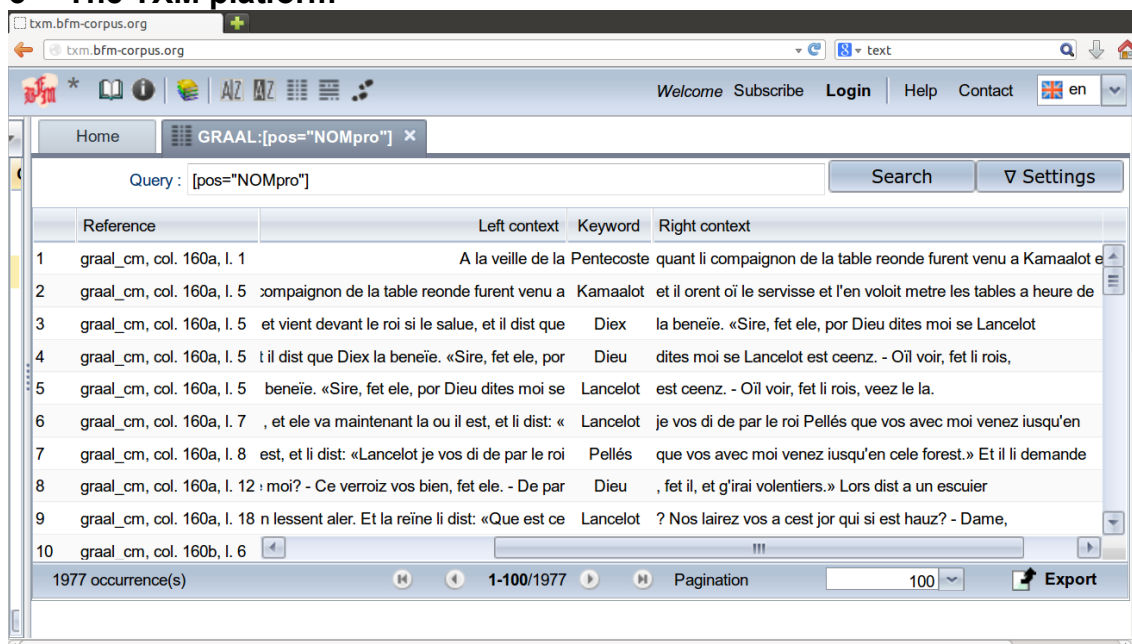 The TXM platform
txm.bfm-corpus.org
txm.bfm-corpus.org text
bfm * AZ AZ Welcome Subscribe Login Help Contact en
Home GRAAL:[pos="NOMpro"] ×
Query : [pos="NOMpro"] Search ∇ Settings
Reference Left context Keyword Right context
1 graal_cm, col. 160a, l. 1 A la veille de la Pentecoste quant li compaignon de la table reonde furent venu a Kamaalot e
2 graal_cm, col. 160a, l. 5 compaignon de la table reonde furent venu a Kamaalot et il orent oï le servisse et l'en voloit metre les tables a heure de
3 graal_cm, col. 160a, l. 5 et vient devant le roi si le salue, et il dist que Diex la beneïe. «Sire, fet ele, por Dieu dites moi se Lancelot
4 graal_cm, col. 160a, l. 5 t il dist que Diex la beneïe. «Sire, fet ele, por Dieu dites moi se Lancelot est ceenz. - Oïl voir, fet li rois,
5 graal_cm, col. 160a, l. 5 beneïe. «Sire, fet ele, por Dieu dites moi se Lancelot est ceenz. - Oïl voir, fet li rois, veez le la.
6 graal_cm, col. 160a, l. 7 , et ele va maintenant la ou il est, et li dist: « Lancelot je vos di de par le roi Pellés que vos avec moi venez iusqu'en
7 graal_cm, col. 160a, l. 8 est, et li dist: «Lancelot je vos di de par le roi Pellés que vos avec moi venez iusqu'en cele forest.» Et il li demande
8 graal_cm, col. 160a, l. 12 moi? - Ce verroiz vos bien, fet ele. - De par Dieu , fet il, et g'irai volentiers.» Lors dist a un escuier
9 graal_cm, col. 160a, l. 18 n lessent aler. Et la reïne li dist: «Que est ce Lancelot ? Nos lairez vos a cest jor qui si est hauz? - Dame,
10 graal_cm, col. 160b, l. 6
1977 occurrence(s) 1-100/1977 Pagination 100 Export